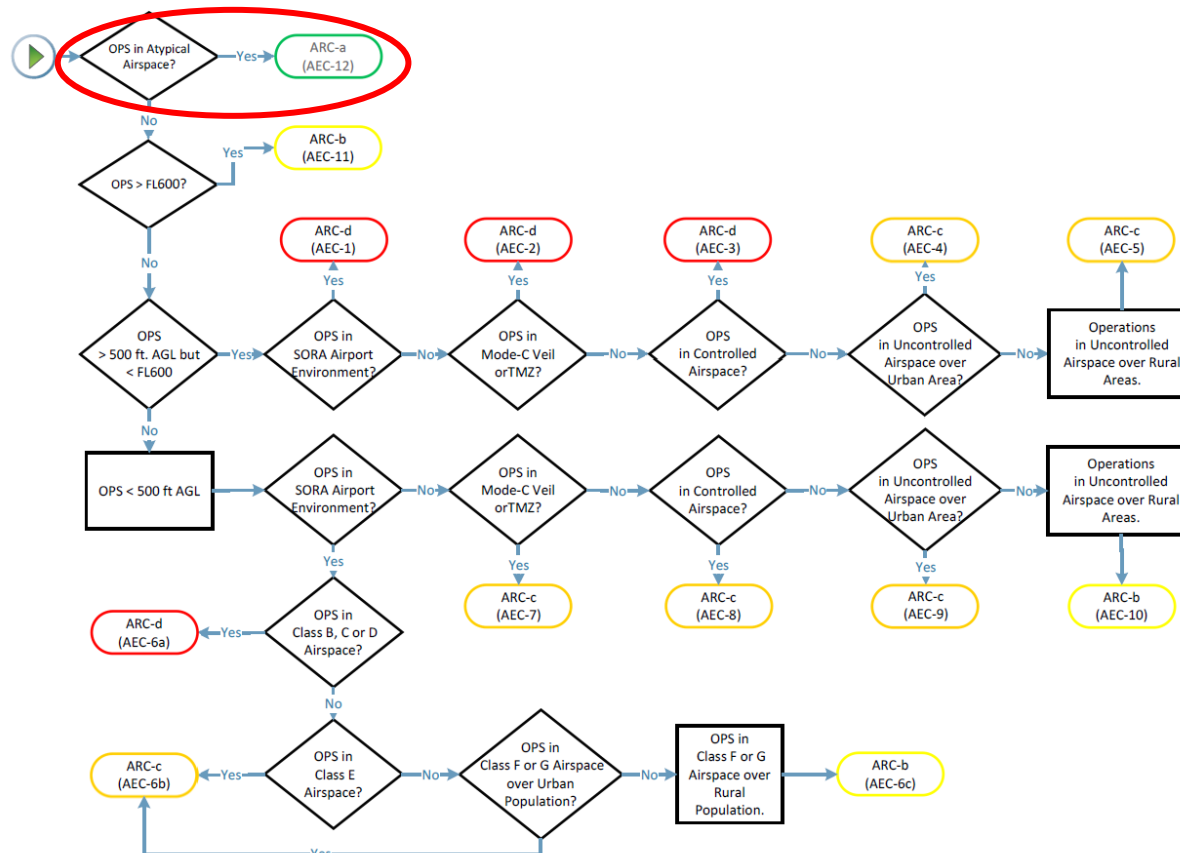 OPS in Atypical
Airspace?
Yes
ARC-a
(AEC-12)
No
OPS > FL600?
Yes
ARC-b
(AEC-11)
No
ARC-d
(AEC-1)
ARC-d
(AEC-2)
ARC-d
(AEC-3)
ARC-c
(AEC-4)
ARC-c
(AEC-5)
Yes
Yes
Yes
Yes
OPS
> 500 ft. AGL but
< FL600
Yes
OPS in
SORA Airport
Environment?
No
OPS in
Mode-C Veil
orTMZ?
No
OPS
in Controlled
Airspace?
No
OPS
in Uncontrolled
Airspace over
Urban Area?
No
Operations
in Uncontrolled
Airspace over Rural
Areas.
No
OPS < 500 ft AGL
OPS in
SORA Airport
Environment?
No
OPS in
Mode-C Veil
orTMZ?
No
OPS
in Controlled
Airspace?
No
OPS
in Uncontrolled
Airspace over
Urban Area?
No
Operations
in Uncontrolled
Airspace over Rural
Areas.
Yes
Yes
Yes
Yes
ARC-c
(AEC-7)
ARC-c
(AEC-8)
ARC-c
(AEC-9)
ARC-b
(AEC-10)
ARC-d
(AEC-6a)
Yes
OPS in
Class B, C or D
Airspace?
No
ARC-c
(AEC-6b)
Yes
OPS in
Class E
Airspace?
No
OPS in
Class F or G Airspace
over Urban
Population?
No
OPS in
Class F or G
Airspace over
Rural
Population.
ARC-b
(AEC-6c)
Yes